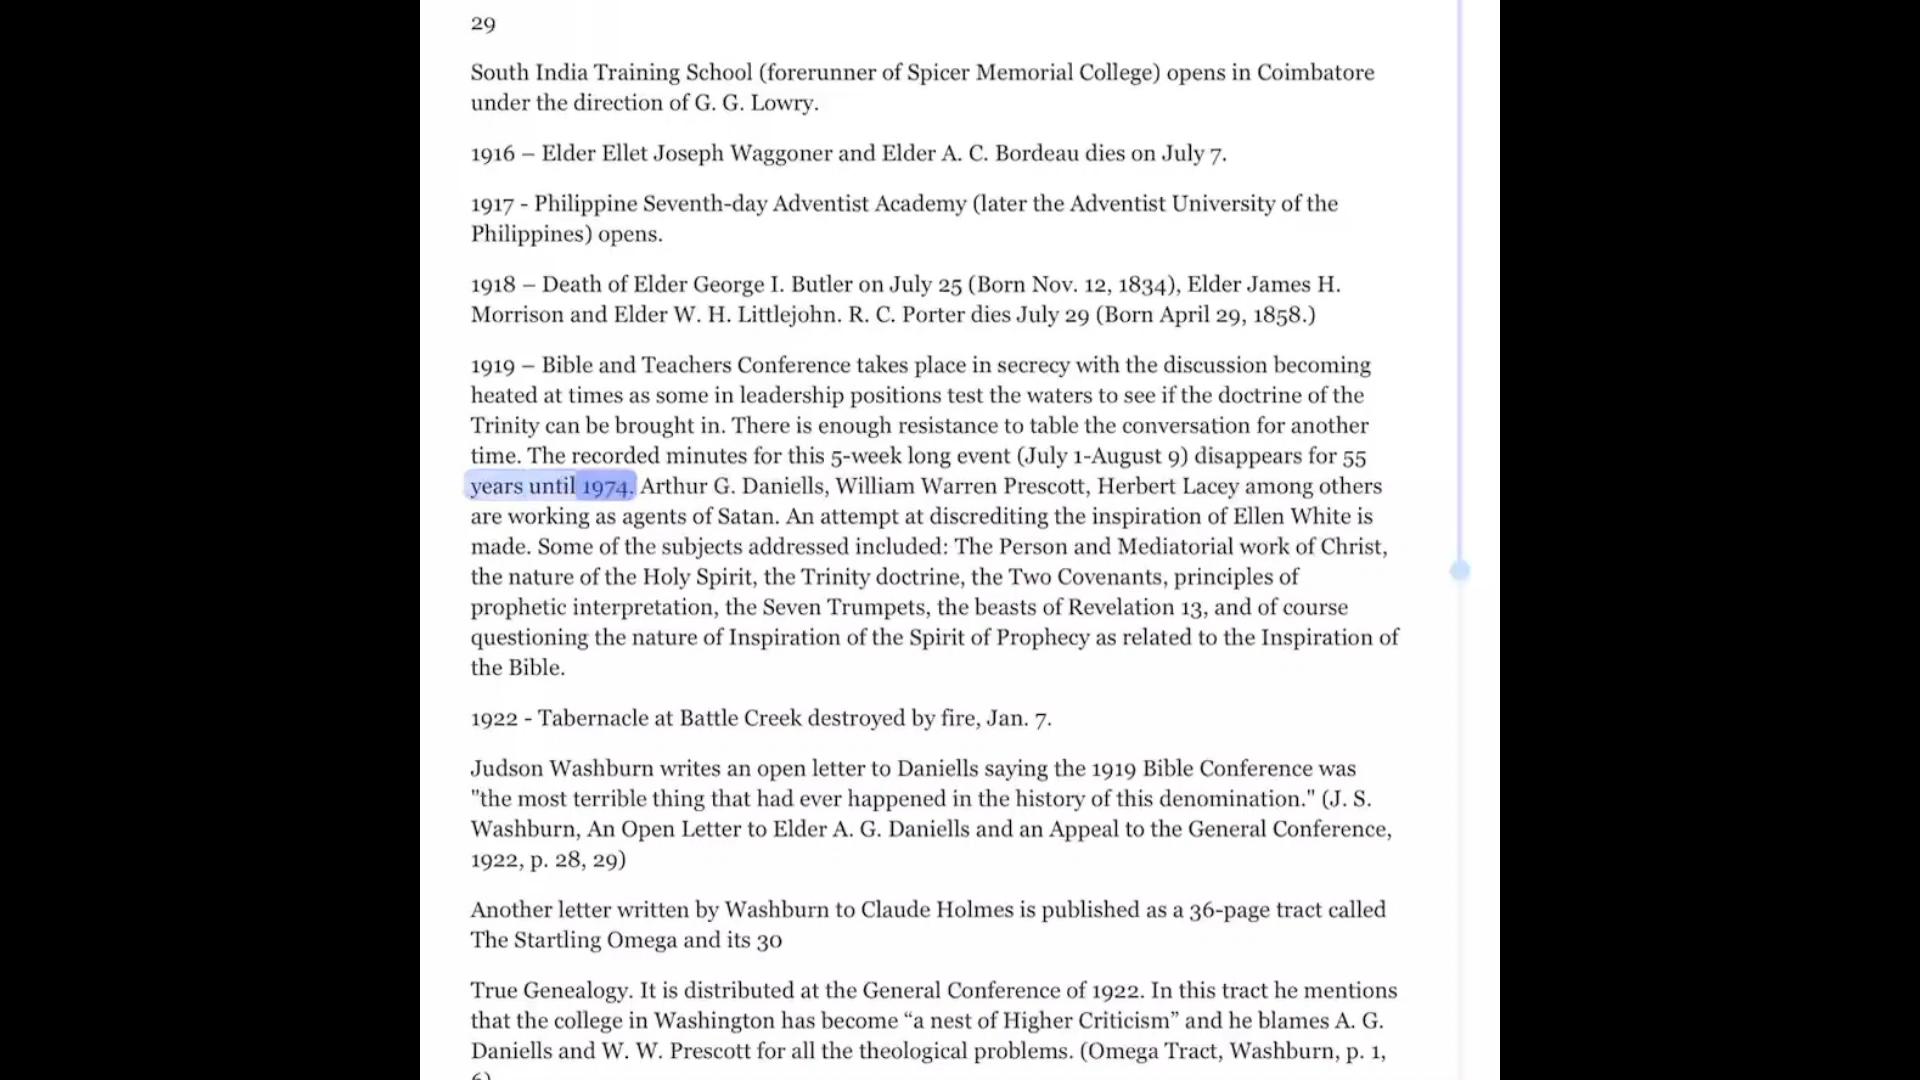 29
South India Training School (forerunner of Spicer Memorial College) opens in Coimbatore
under the direction of G. G. Lowry.
1916 – Elder Ellet Joseph Waggoner and Elder A. C. Bordeau dies on July 7.
1917 - Philippine Seventh-day Adventist Academy (later the Adventist University of the
Philippines) opens.
1918 – Death of Elder George I. Butler on July 25 (Born Nov. 12, 1834), Elder James H.
Morrison and Elder W. H. Littlejohn. R. C. Porter dies July 29 (Born April 29, 1858.)
1919 – Bible and Teachers Conference takes place in secrecy with the discussion becoming
heated at times as some in leadership positions test the waters to see if the doctrine of the
Trinity can be brought in. There is enough resistance to table the conversation for another
time. The recorded minutes for this 5-week long event (July 1-August 9) disappears for 55
years until 1974. Arthur G. Daniells, William Warren Prescott, Herbert Lacey among others
are working as agents of Satan. An attempt at discrediting the inspiration of Ellen White is
made. Some of the subjects addressed included: The Person and Mediatorial work of Christ,
the nature of the Holy Spirit, the Trinity doctrine, the Two Covenants, principles of
prophetic interpretation, the Seven Trumpets, the beasts of Revelation 13, and of course
questioning the nature of Inspiration of the Spirit of Prophecy as related to the Inspiration of
the Bible.
1922 - Tabernacle at Battle Creek destroyed by fire, Jan. 7.
Judson Washburn writes an open letter to Daniells saying the 1919 Bible Conference was
"the most terrible thing that had ever happened in the history of this denomination." (J. S.
Washburn, An Open Letter to Elder A. G. Daniells and an Appeal to the General Conference,
1922, p. 28, 29)
Another letter written by Washburn to Claude Holmes is published as a 36-page tract called
The Startling Omega and its 30
True Genealogy. It is distributed at the General Conference of 1922. In this tract he mentions
that the college in Washington has become “a nest of Higher Criticism” and he blames A. G.
Daniells and W. W. Prescott for all the theological problems. (Omega Tract, Washburn, p. 1,